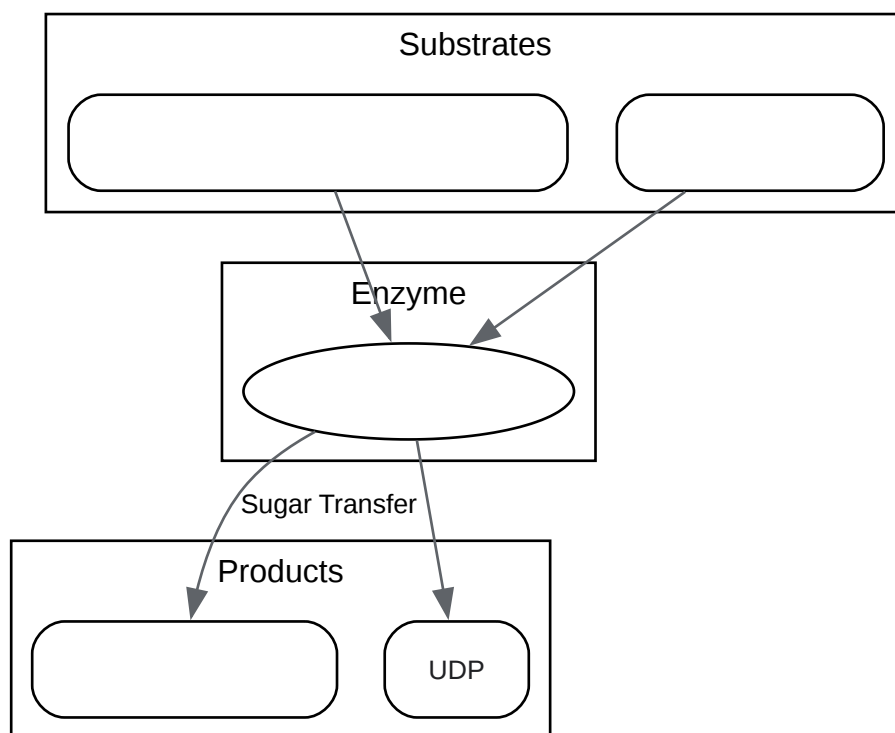 Substrates
Enzyme
Sugar Transfer
Products
UDP